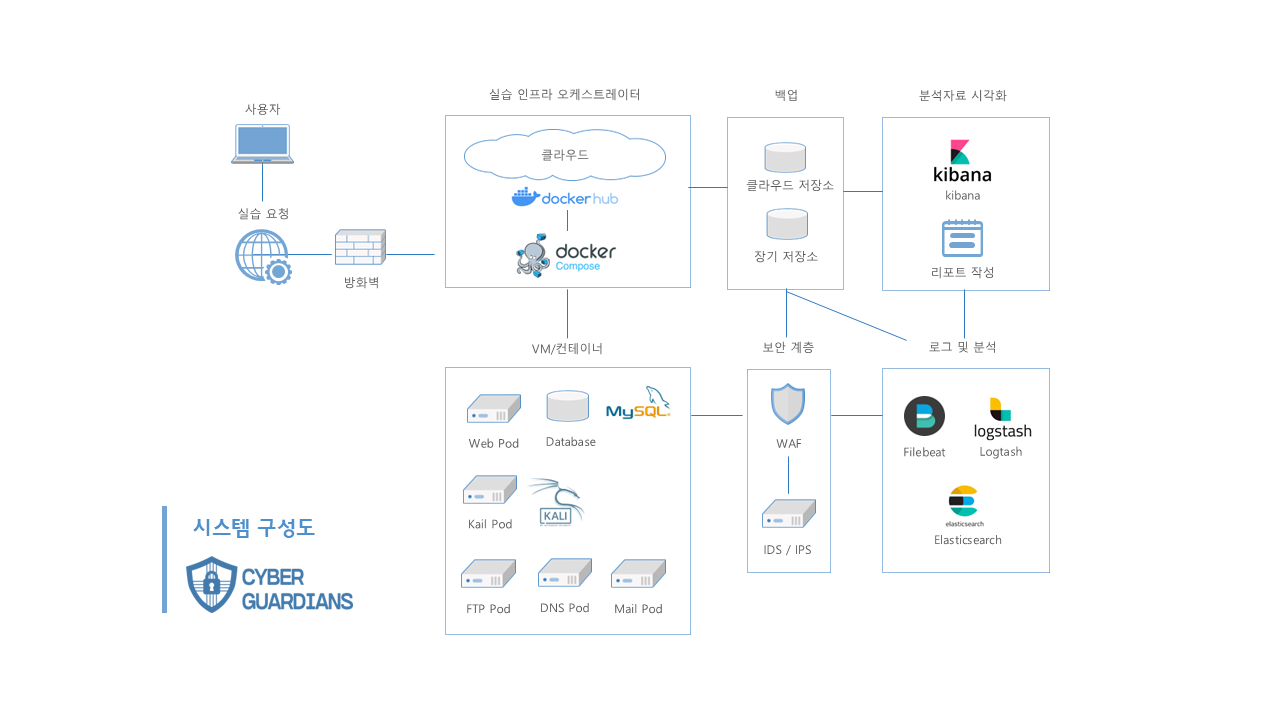 사용자
실습 요청
방화벽
실습 인프라 오케스트레이터
클라우드
dockerhub
docker
Compose
백업
클라우드 저장소
장기 저장소
분석자료 시각화
kibana
kibana
리포트 작성
VM/컨테이너
Web Pod
Database
MySQL
Kail Pod
KALI
FTP Pod
DNS Pod
Mail Pod
보안 계층
WAF
IDS / IPS
로그 및 분석
Filebeat
logstash
Logtash
elasticsearch
Elasticsearch
시스템 구성도
CYBER
GUARDIANS